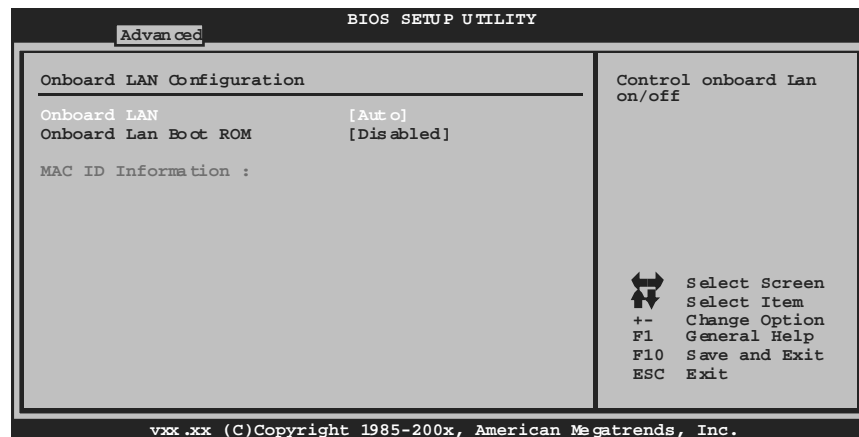 BIOS SETUP UTILITY
Advanced
Onboard LAN Configuration
Onboard LAN [Auto]
Onboard Lan Boot ROM [Disabled]
MAC ID Information :
Control onboard Lan
on/off
Select Screen
Select Item
+- Change Option
F1 General Help
F10 Save and Exit
ESC Exit
vxx.xx (C)Copyright 1985-200x, American Megatrends, Inc.